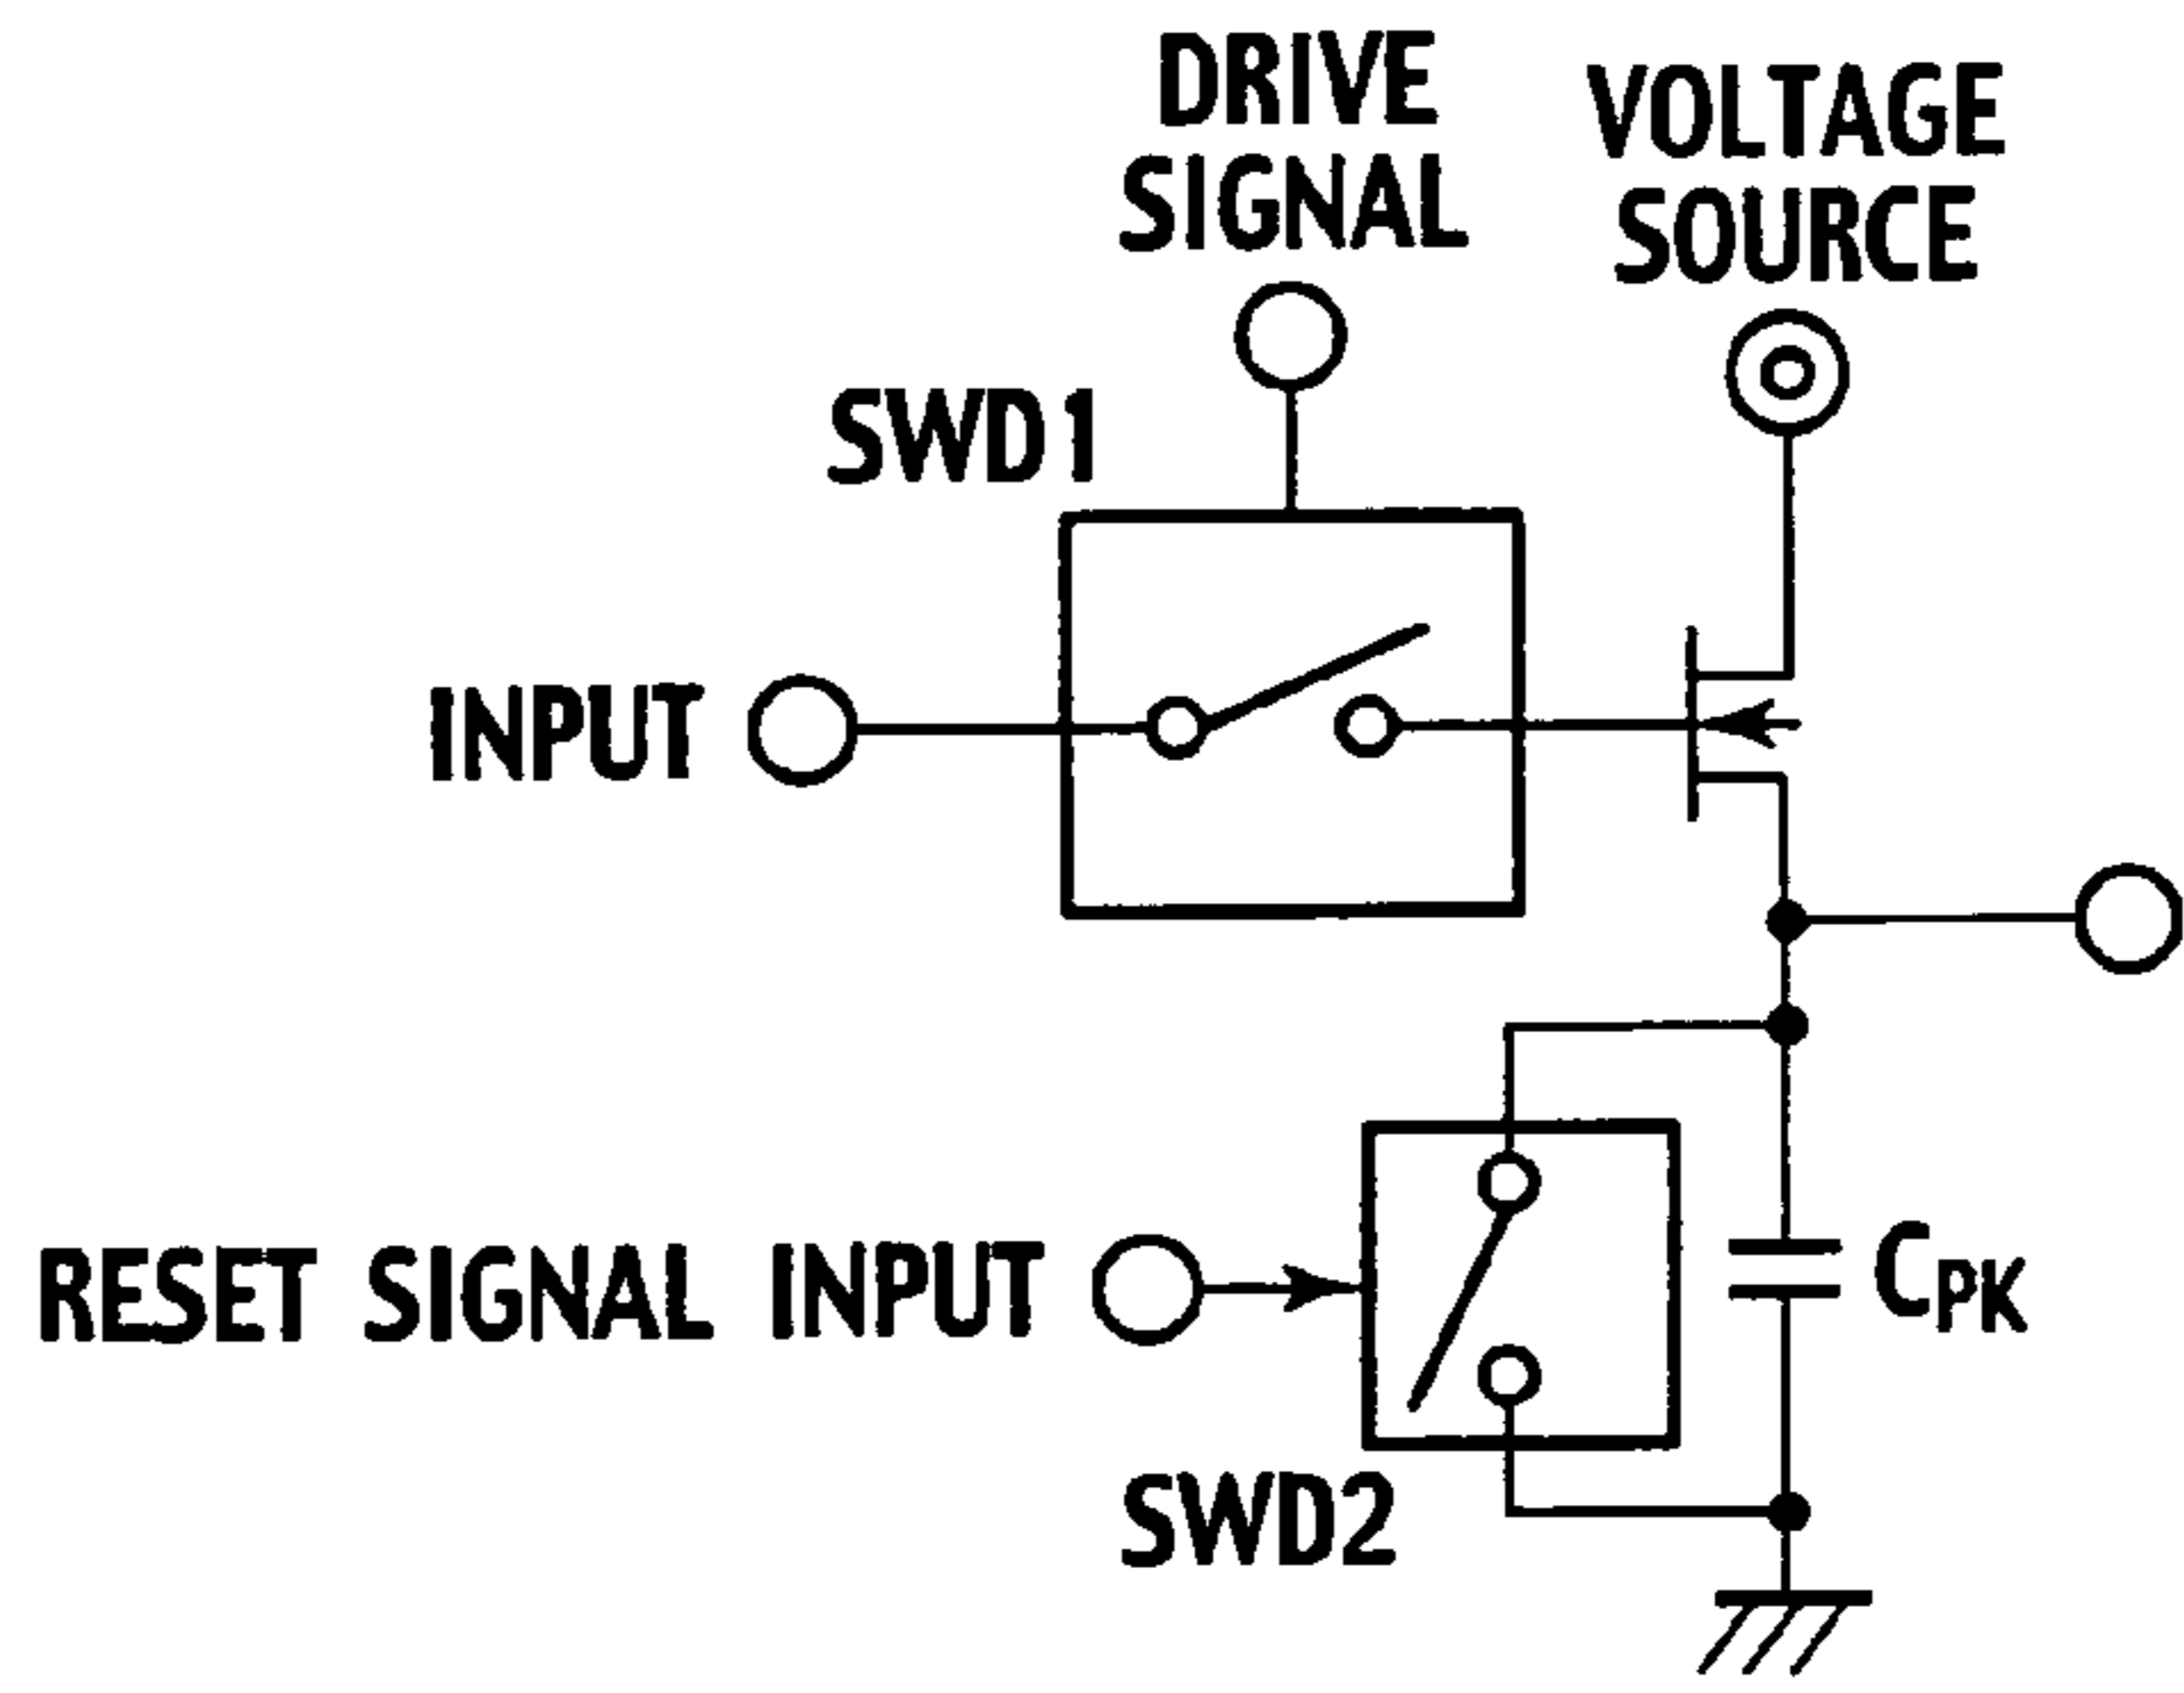 DRIVE
SIGNAL
VOLTAGE
SOURCE
SWD1
INPUT
RESET SIGNAL INPUT
CPK
SWD2